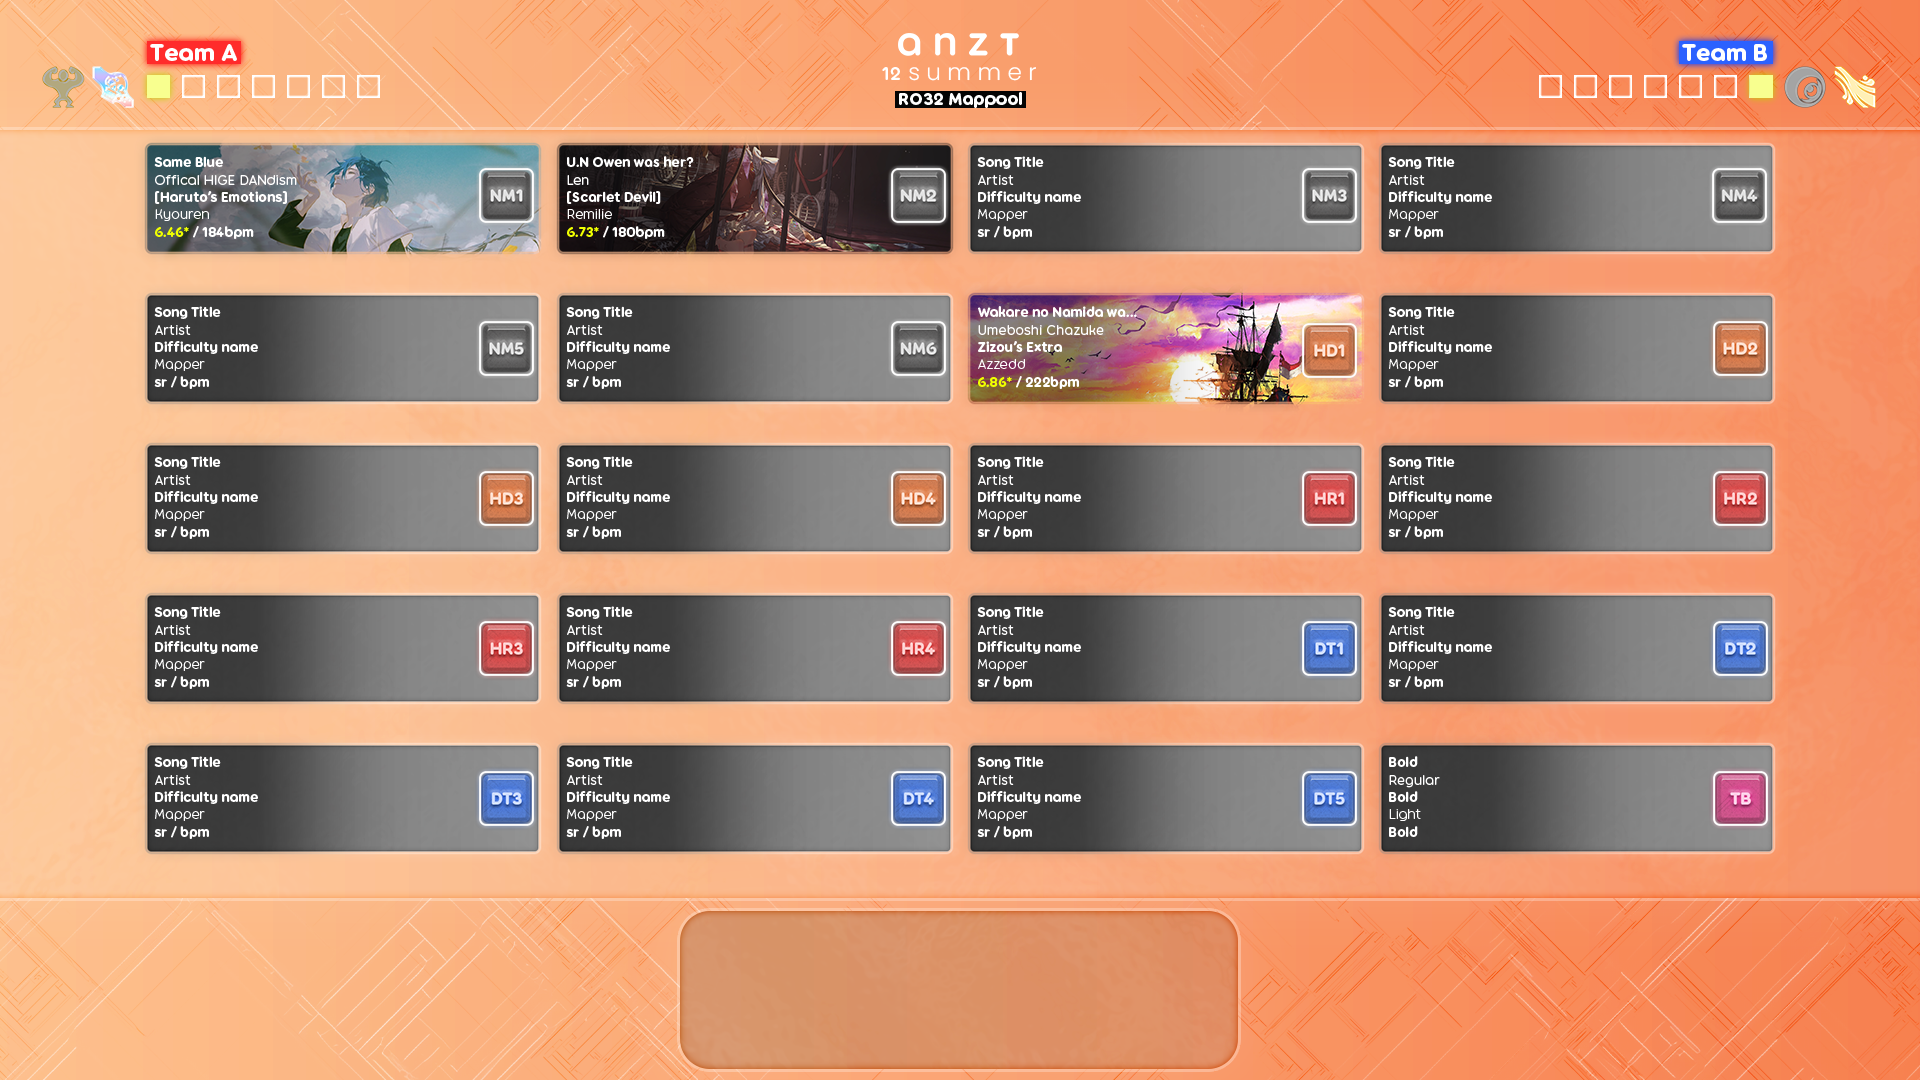 Team A
anzt
12 summer
RO32 Mappool
Team B
Same Blue
Offical HIGE DANdism
[Haruto's Emotions]
Kyouren
6.46* / 184bpm
NM1
U.N Owen was her?
Len
[Scarlet Devil]
Remilie
6.73* / 180bpm
NM2
Song Title
Artist
Difficulty name
Mapper
sr / bpm
NM3
Song Title
Artist
Difficulty name
Mapper
sr / bpm
NM4
Song Title
Artist
Difficulty name
Mapper
sr / bpm
NM5
Song Title
Artist
Difficulty name
Mapper
sr / bpm
NM6
Wakare no Namida wa...
Umeboshi Chazuke
Zizou's Extra
Azzedd
6.86* / 222bpm
HD1
Song Title
Artist
Difficulty name
Mapper
sr / bpm
HD2
Song Title
Artist
Difficulty name
Mapper
sr / bpm
HD3
Song Title
Artist
Difficulty name
Mapper
sr / bpm
HD4
Song Title
Artist
Difficulty name
Mapper
sr / bpm
HR1
Song Title
Artist
Difficulty name
Mapper
sr / bpm
HR2
Song Title
Artist
Difficulty name
Mapper
sr / bpm
HR3
Song Title
Artist
Difficulty name
Mapper
sr / bpm
HR4
Song Title
Artist
Difficulty name
Mapper
sr / bpm
DT1
Song Title
Artist
Difficulty name
Mapper
sr / bpm
DT2
Song Title
Artist
Difficulty name
Mapper
sr / bpm
DT3
Song Title
Artist
Difficulty name
Mapper
sr / bpm
DT4
Song Title
Artist
Difficulty name
Mapper
sr / bpm
DT5
Bold
Regular
Bold
Light
Bold
TB